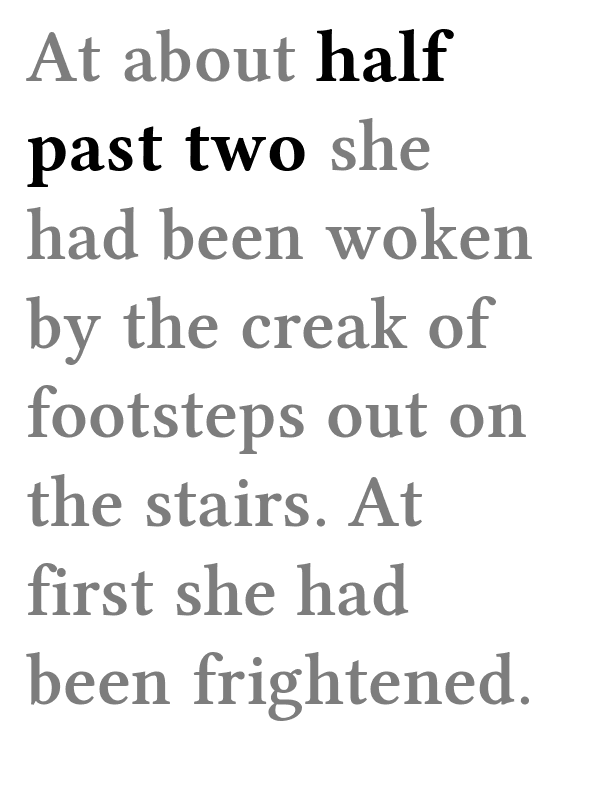 At about half
past two she
had been woken
by the creak of
footsteps out on
the stairs. At
first she had
been frightened.